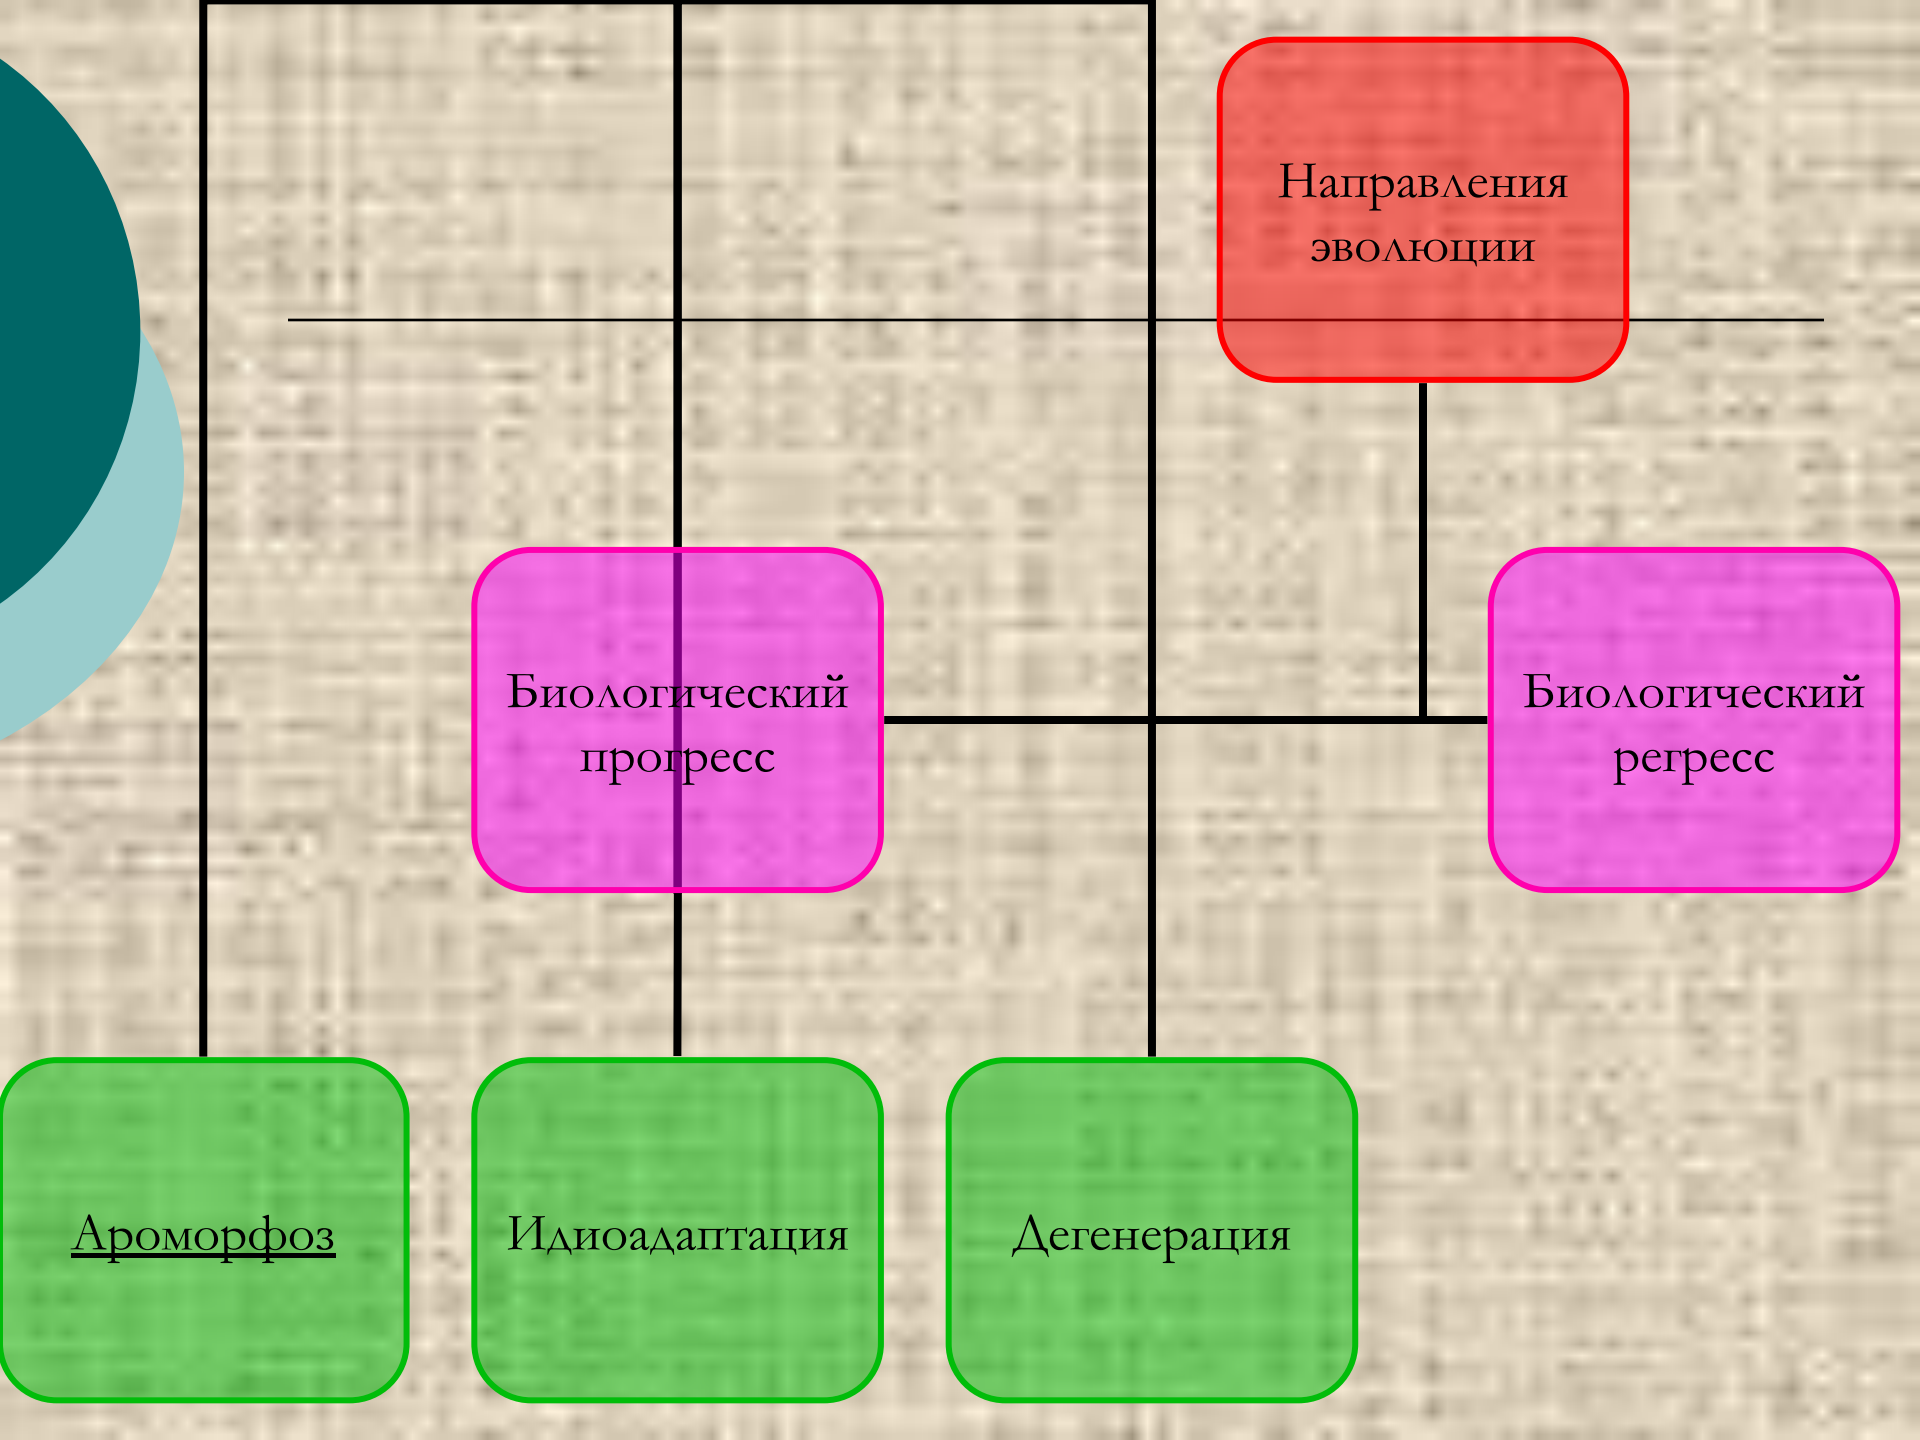 Направления
эволюции
Биологический
прогресс
Биологический
регресс
Ароморфоз
Идиоадаптация
Дегенерация